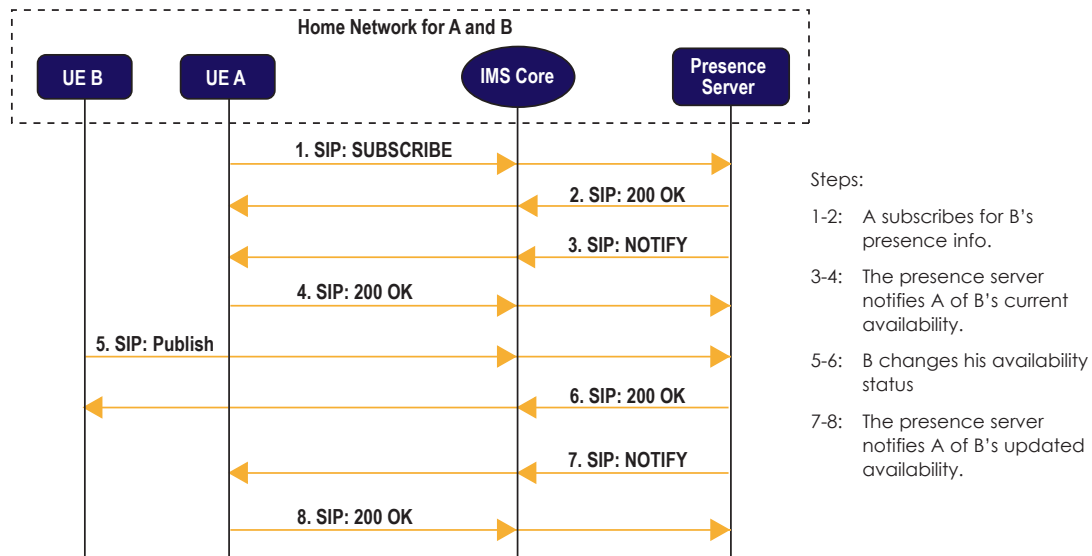 Home Network for A and B
UE B
UE A
IMS Core
Presence
Server
1. SIP: SUBSCRIBE
2. SIP: 200 OK
3. SIP: NOTIFY
4. SIP: 200 OK
5. SIP: Publish
6. SIP: 200 OK
7. SIP: NOTIFY
8. SIP: 200 OK
Steps:
1-2: A subscribes for B's
presence info.
3-4: The presence server
notifies A of B's current
availability.
5-6: B changes his availability
status
7-8: The presence server
notifies A of B's updated
availability.